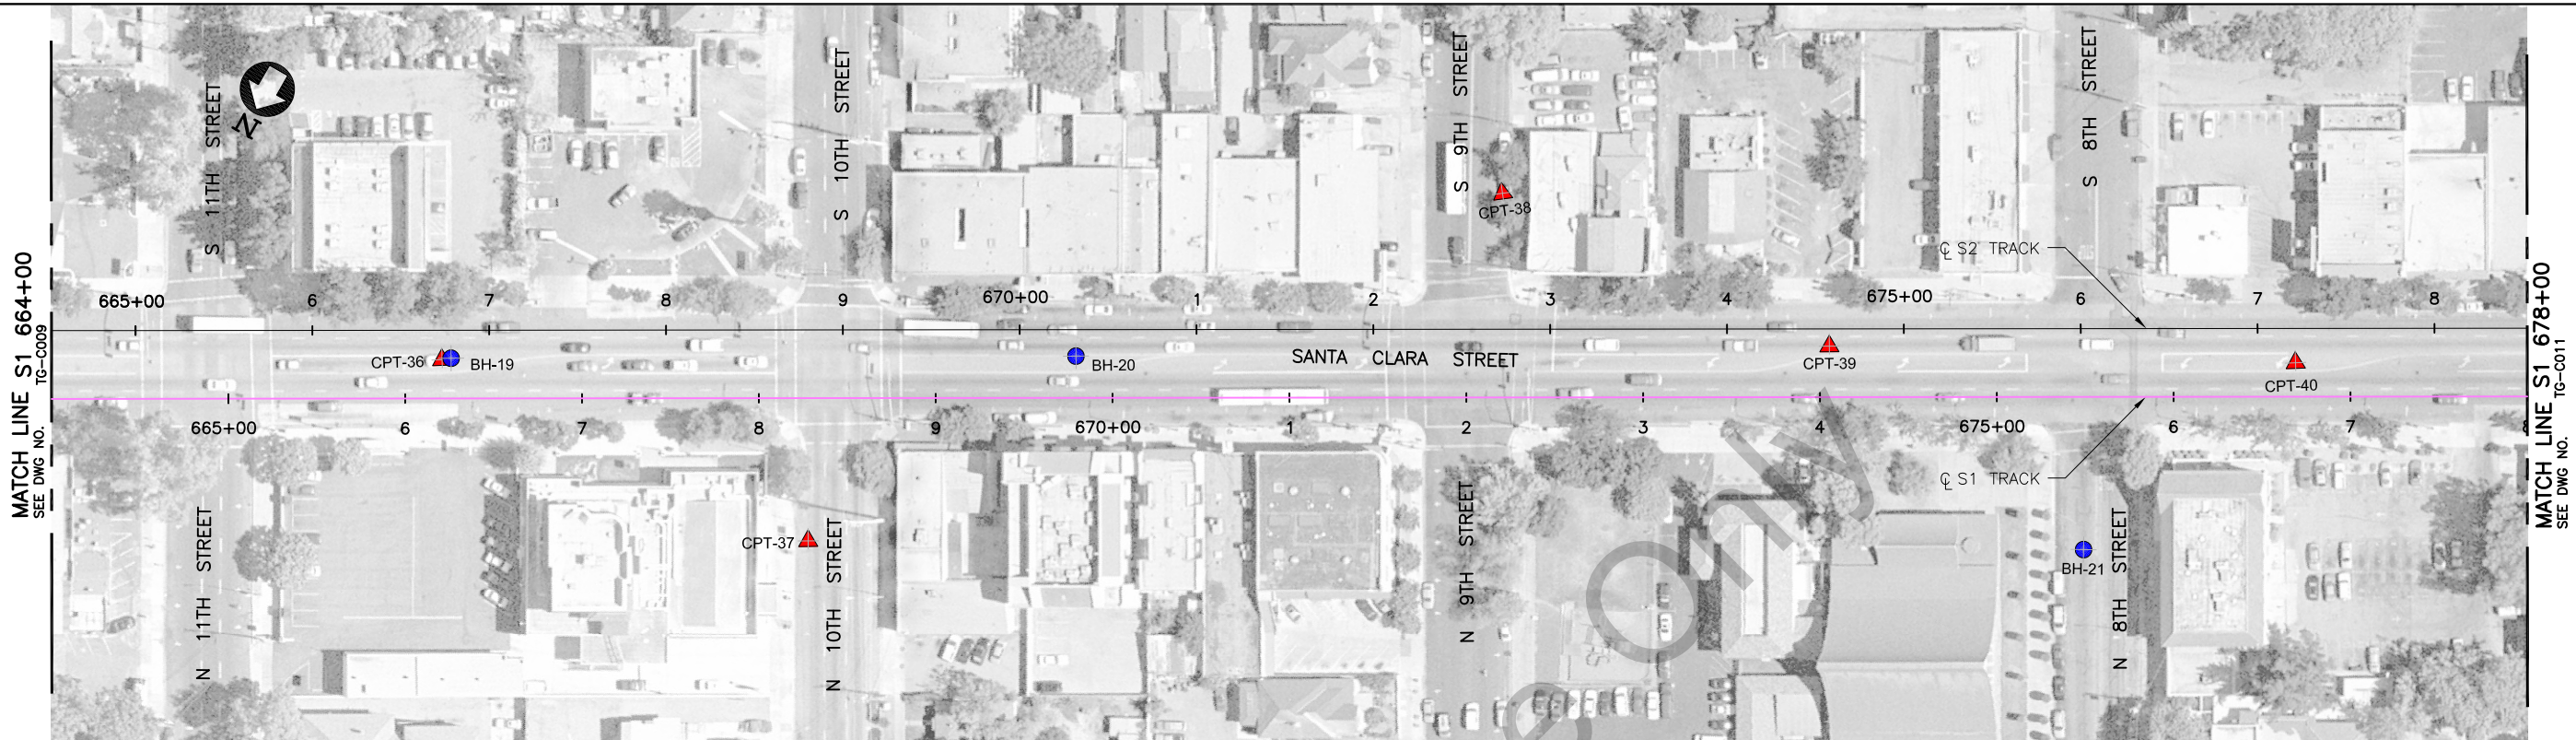 MATCH LINE S1 664+00
SEE DWG NO. TG-C009
S 11TH STREET
N
S 10TH STREET
S 9TH STREET
S 8TH STREET
CPT-38
℄ S2 TRACK
665+00 6 7 8 9 670+00 1 2 3 4 675+00 6 7 8
CPT-36 BH-19
BH-20
SANTA CLARA STREET
CPT-39
CPT-40
665+00 6 7 8 9 670+00 1 2 3 4 675+00 6 7 8
℄ S1 TRACK
N 11TH STREET
CPT-37
N 10TH STREET
N 9TH STREET
BH-21
N 8TH STREET
MATCH LINE S1 678+00
SEE DWG NO. TG-C011
e Only